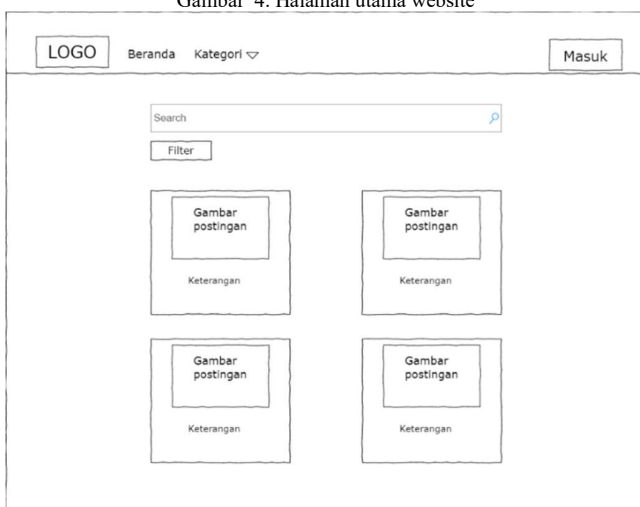 Gambar 4. Halaman utama website
LOGO Beranda Kategori Masuk
Search
Filter
Gambar
postingan
Keterangan
Gambar
postingan
Keterangan
Gambar
postingan
Keterangan
Gambar
postingan
Keterangan